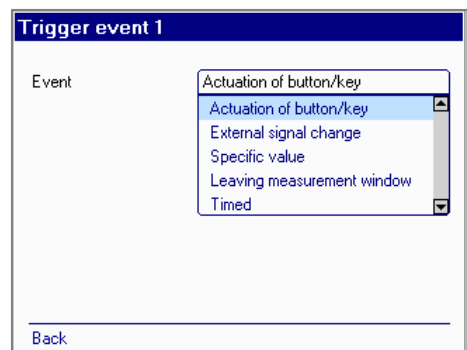 Trigger event 1
Event
Actuation of button/key
Actuation of button/key
External signal change
Specific value
Leaving measurement window
Timed
Back